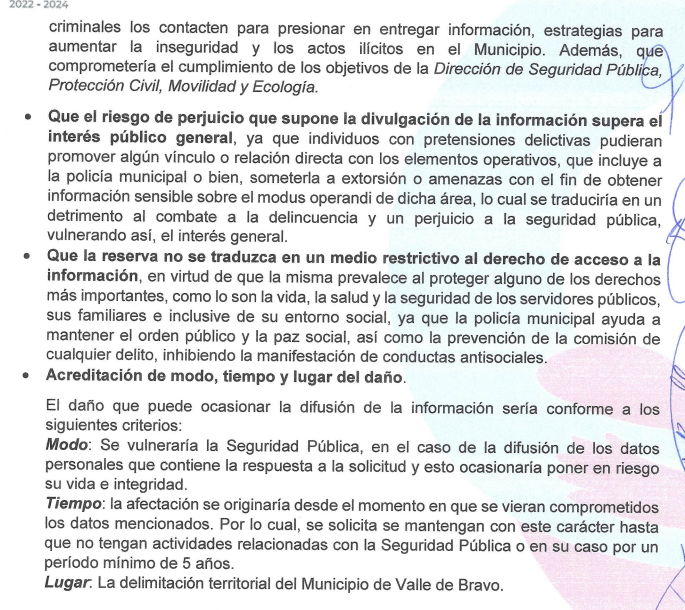 2022 - 2024
criminales los contacten para presionar en entregar información, estrategias para
aumentar la inseguridad y los actos ilícitos en el Municipio. Además, que
comprometería el cumplimiento de los objetivos de la Dirección de Seguridad Pública,
Protección Civil, Movilidad y Ecología.
• Que el riesgo de perjuicio que supone la divulgación de la información supera el
interés público general, ya que individuos con pretensiones delictivas pudieran
promover algún vínculo o relación directa con los elementos operativos, que incluye a
la policía municipal o bien, someterla a extorsión o amenazas con el fin de obtener
información sensible sobre el modus operandi de dicha área, lo cual se traduciría en un
detrimento al combate a la delincuencia y un perjuicio a la seguridad pública,
vulnerando así, el interés general.
• Que la reserva no se traduzca en un medio restrictivo al derecho de acceso a la
información, en virtud de que la misma prevalece al proteger alguno de los derechos
más importantes, como lo son la vida, la salud y la seguridad de los servidores públicos,
sus familiares e inclusive de su entorno social, ya que la policía municipal ayuda a
mantener el orden público y la paz social, así como la prevención de la comisión de
cualquier delito, inhibiendo la manifestación de conductas antisociales.
• Acreditación de modo, tiempo y lugar del daño.
El daño que puede ocasionar la difusión de la información sería conforme a los
siguientes criterios:
Modo: Se vulneraría la Seguridad Pública, en el caso de la difusión de los datos
personales que contiene la respuesta a la solicitud y esto ocasionaría poner en riesgo
su vida e integridad.
Tiempo: la afectación se originaría desde el momento en que se vieran comprometidos
los datos mencionados. Por lo cual, se solicita se mantengan con este carácter hasta
que no tengan actividades relacionadas con la Seguridad Pública o en su caso por un
período mínimo de 5 años.
Lugar: La delimitación territorial del Municipio de Valle de Bravo.